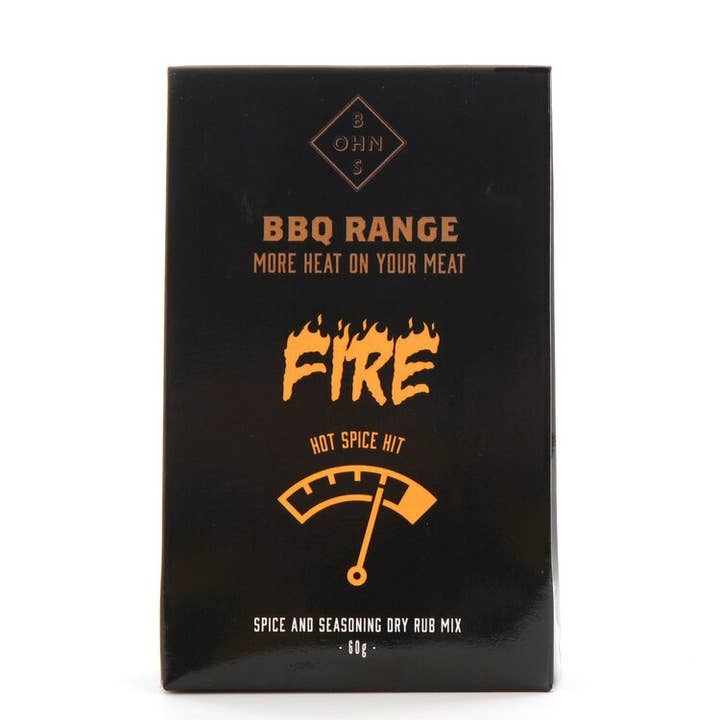 B
OHN
S
BBQ RANGE
MORE HEAT ON YOUR MEAT
FIRE
HOT SPICE HIT
SPICE AND SEASONING DRY RUB MIX
· 60g ·